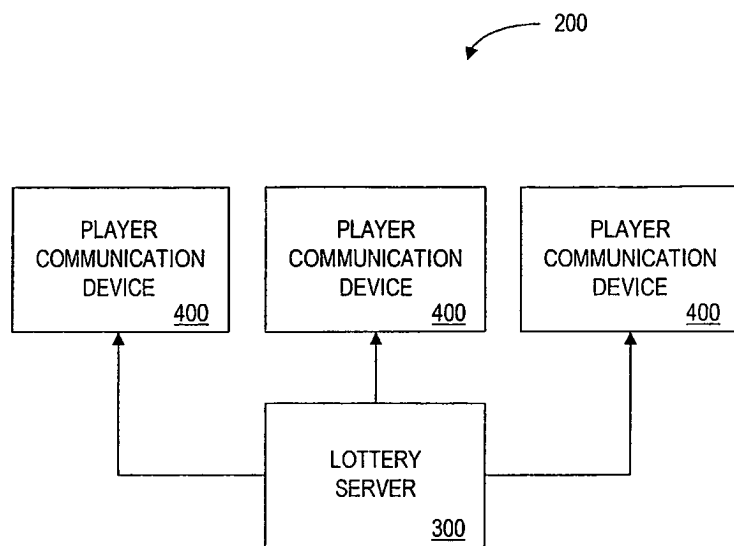 200
PLAYER
COMMUNICATION
DEVICE
400
PLAYER
COMMUNICATION
DEVICE
400
PLAYER
COMMUNICATION
DEVICE
400
LOTTERY
SERVER
300